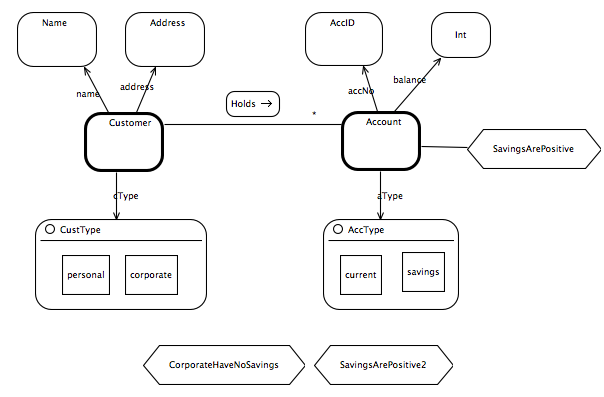 Name
Address
AccID
Int
name
address
accNo
balance
Holds →
*
Customer
Account
SavingsArePositive
cType
aType
CustType
personal
corporate
AccType
current
savings
CorporateHaveNoSavings
SavingsArePositive2